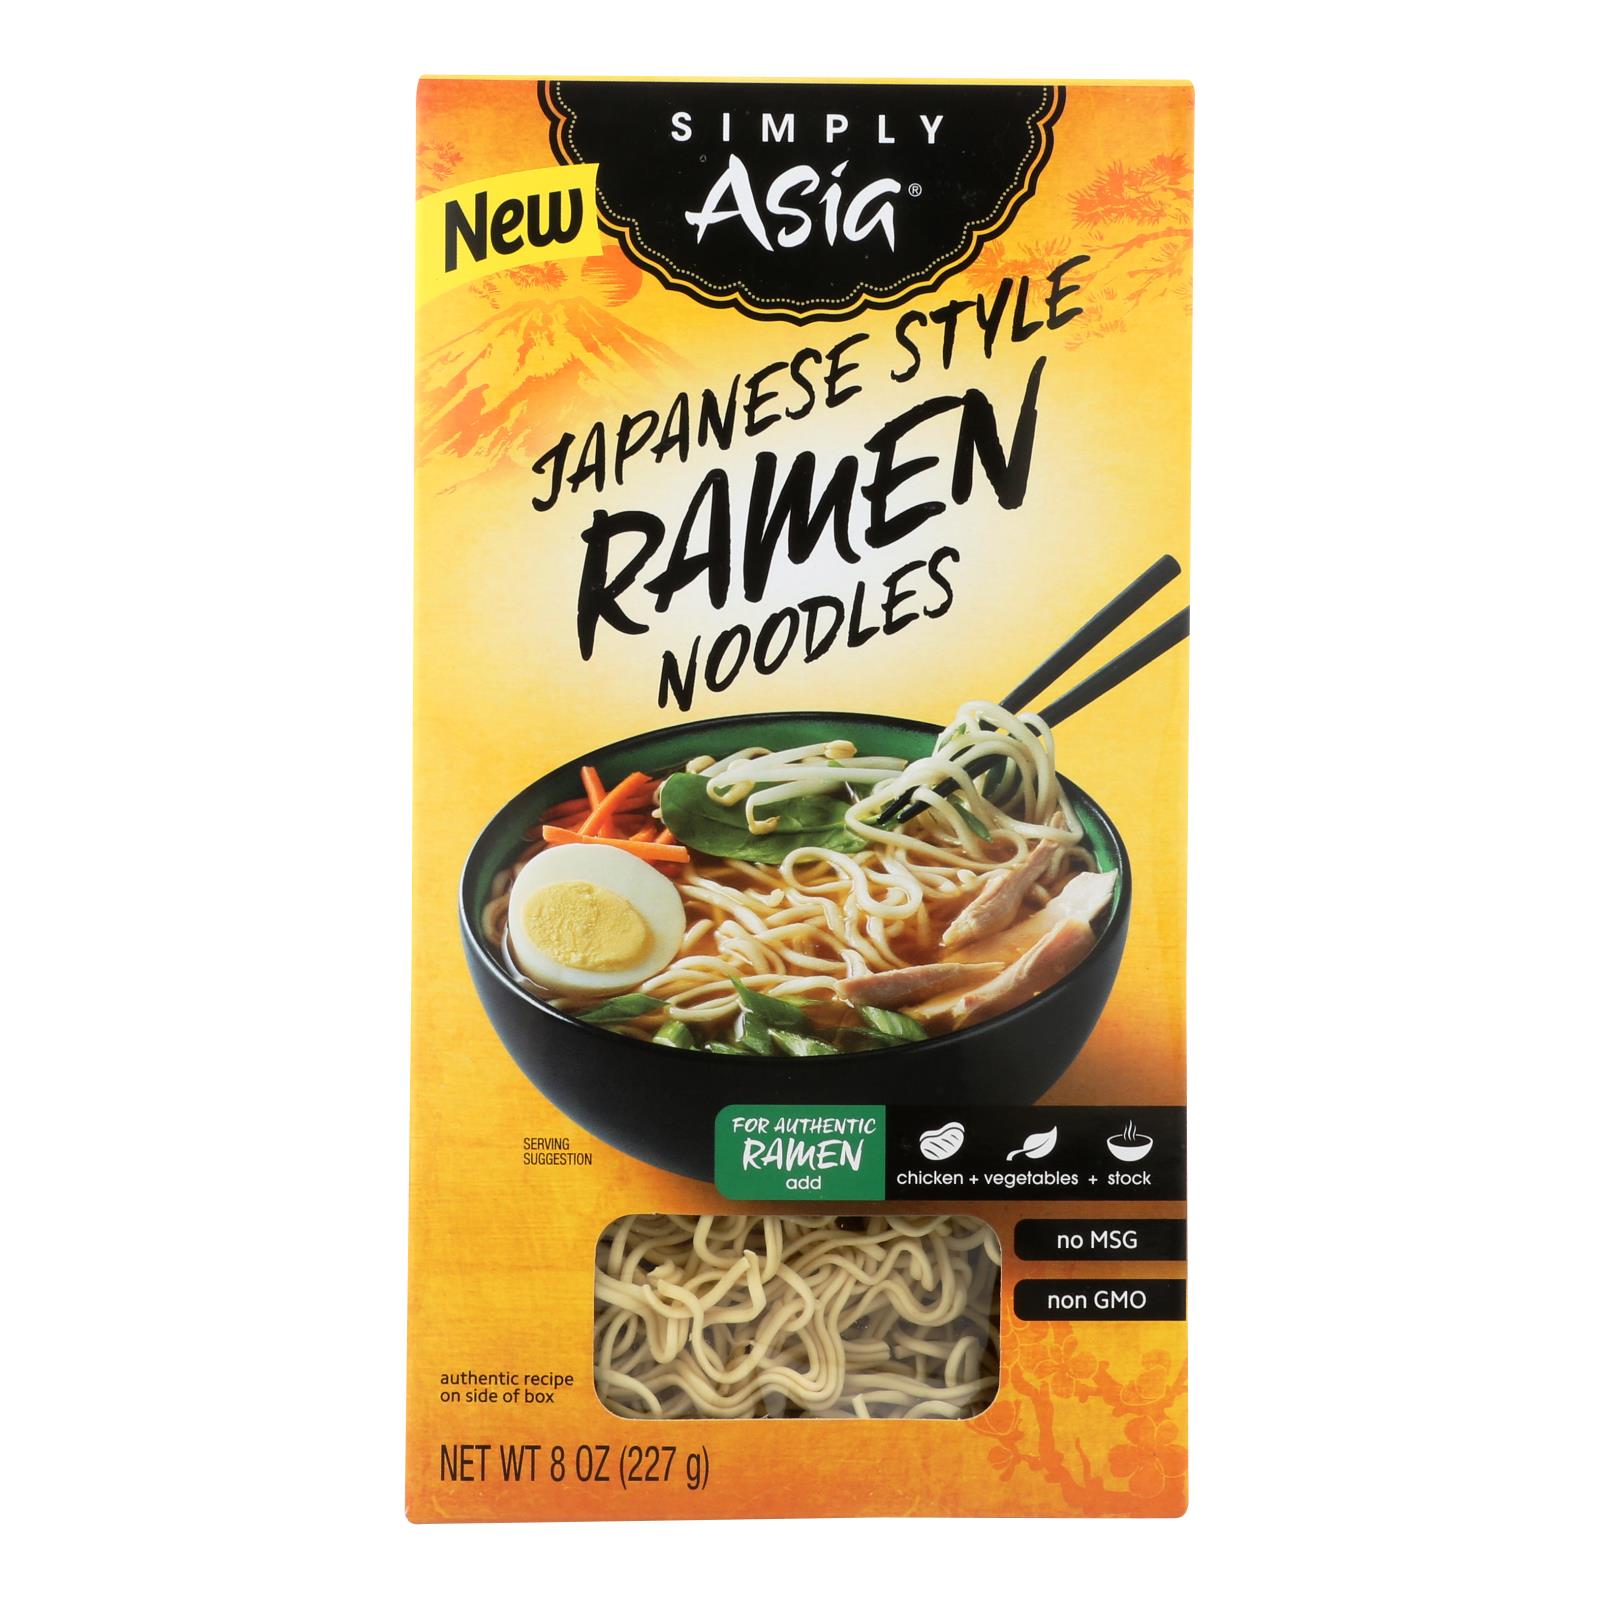 SIMPLY
Asia®
New
JAPANESE STYLE
RAMEN
NOODLES
FOR AUTHENTIC
RAMEN
add
chicken + vegetables + stock
SERVING
SUGGESTION
no MSG
non GMO
authentic recipe
on side of box
NET WT 8 OZ (227 g)